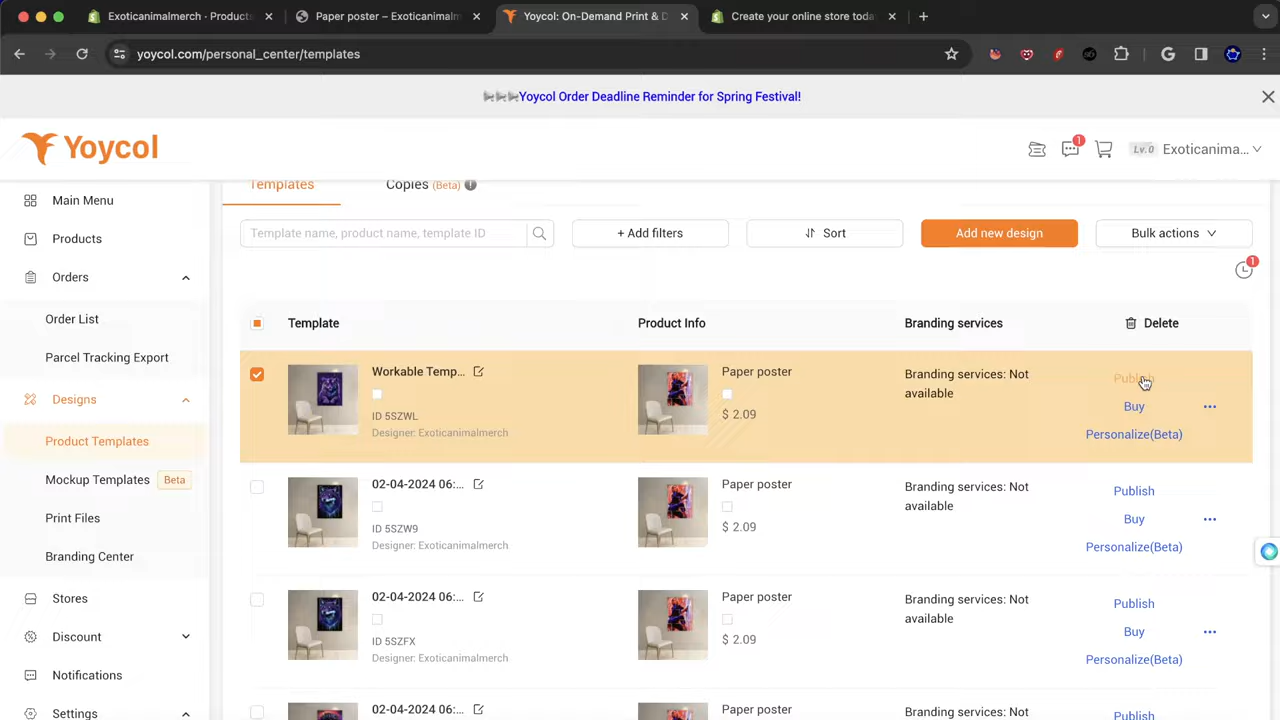 Exoticanimalmerch · Products
Paper poster – Exoticanimalm
Yoycol: On-Demand Print & D
Create your online store toda
yoycol.com/personal_center/templates
Yoycol Order Deadline Reminder for Spring Festival!
Yoycol
1
Lv.0 Exoticanima...
Main Menu
Products
Orders
Order List
Parcel Tracking Export
Designs
Product Templates
Mockup Templates Beta
Print Files
Branding Center
Stores
Discount
Notifications
Settings
Templates
Copies (Beta)
Template name, product name, template ID
+ Add filters
Sort
Add new design
Bulk actions
1
Template
Product Info
Branding services
Delete
Workable Temp...
ID 5SZWL
Designer: Exoticanimalmerch
Paper poster
$ 2.09
Branding services: Not
available
Publish
Buy
Personalize(Beta)
02-04-2024 06:...
ID 5SZW9
Designer: Exoticanimalmerch
Paper poster
$ 2.09
Branding services: Not
available
Publish
Buy
Personalize(Beta)
02-04-2024 06:...
ID 5SZFX
Designer: Exoticanimalmerch
Paper poster
$ 2.09
Branding services: Not
available
Publish
Buy
Personalize(Beta)
02-04-2024 06:...
Paper poster
Branding services: Not
Publish